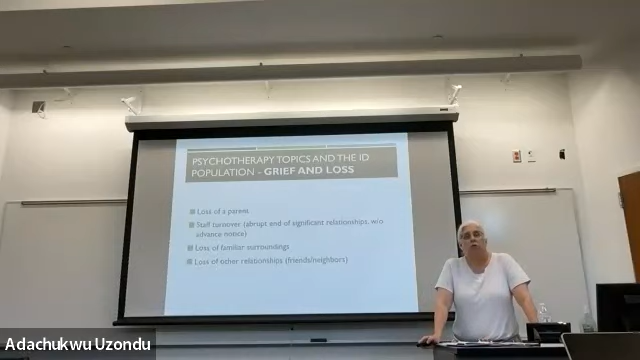 PSYCHOTHERAPY TOPICS AND THE ID
POPULATION - GRIEF AND LOSS
Loss of a parent
Staff turnover (abrupt end of significant relationships, w/o
advance notice)
Loss of familiar surroundings
Loss of other relationships (friends/neighbors)
Adachukwu Uzondu